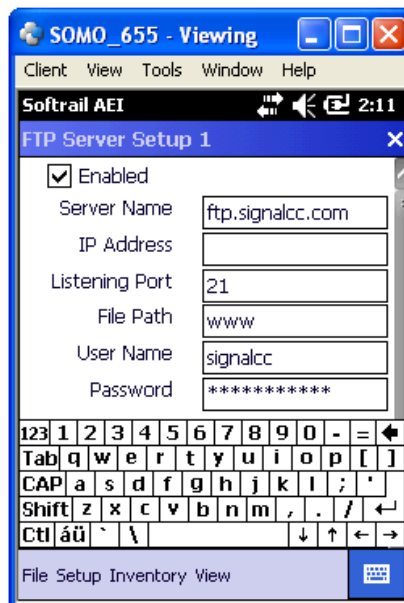 SOMO_655 - Viewing
Client View Tools Window Help
Softrail AEI 2:11
FTP Server Setup 1
Enabled
Server Name ftp.signalcc.com
IP Address
Listening Port 21
File Path www
User Name signalcc
Password ***********
123 1 2 3 4 5 6 7 8 9 0 - =
Tab q w e r t y u i o p [ ]
CAP a s d f g h j k l ; '
Shift z x c v b n m , . /
Ctl áü ` \
File Setup Inventory View